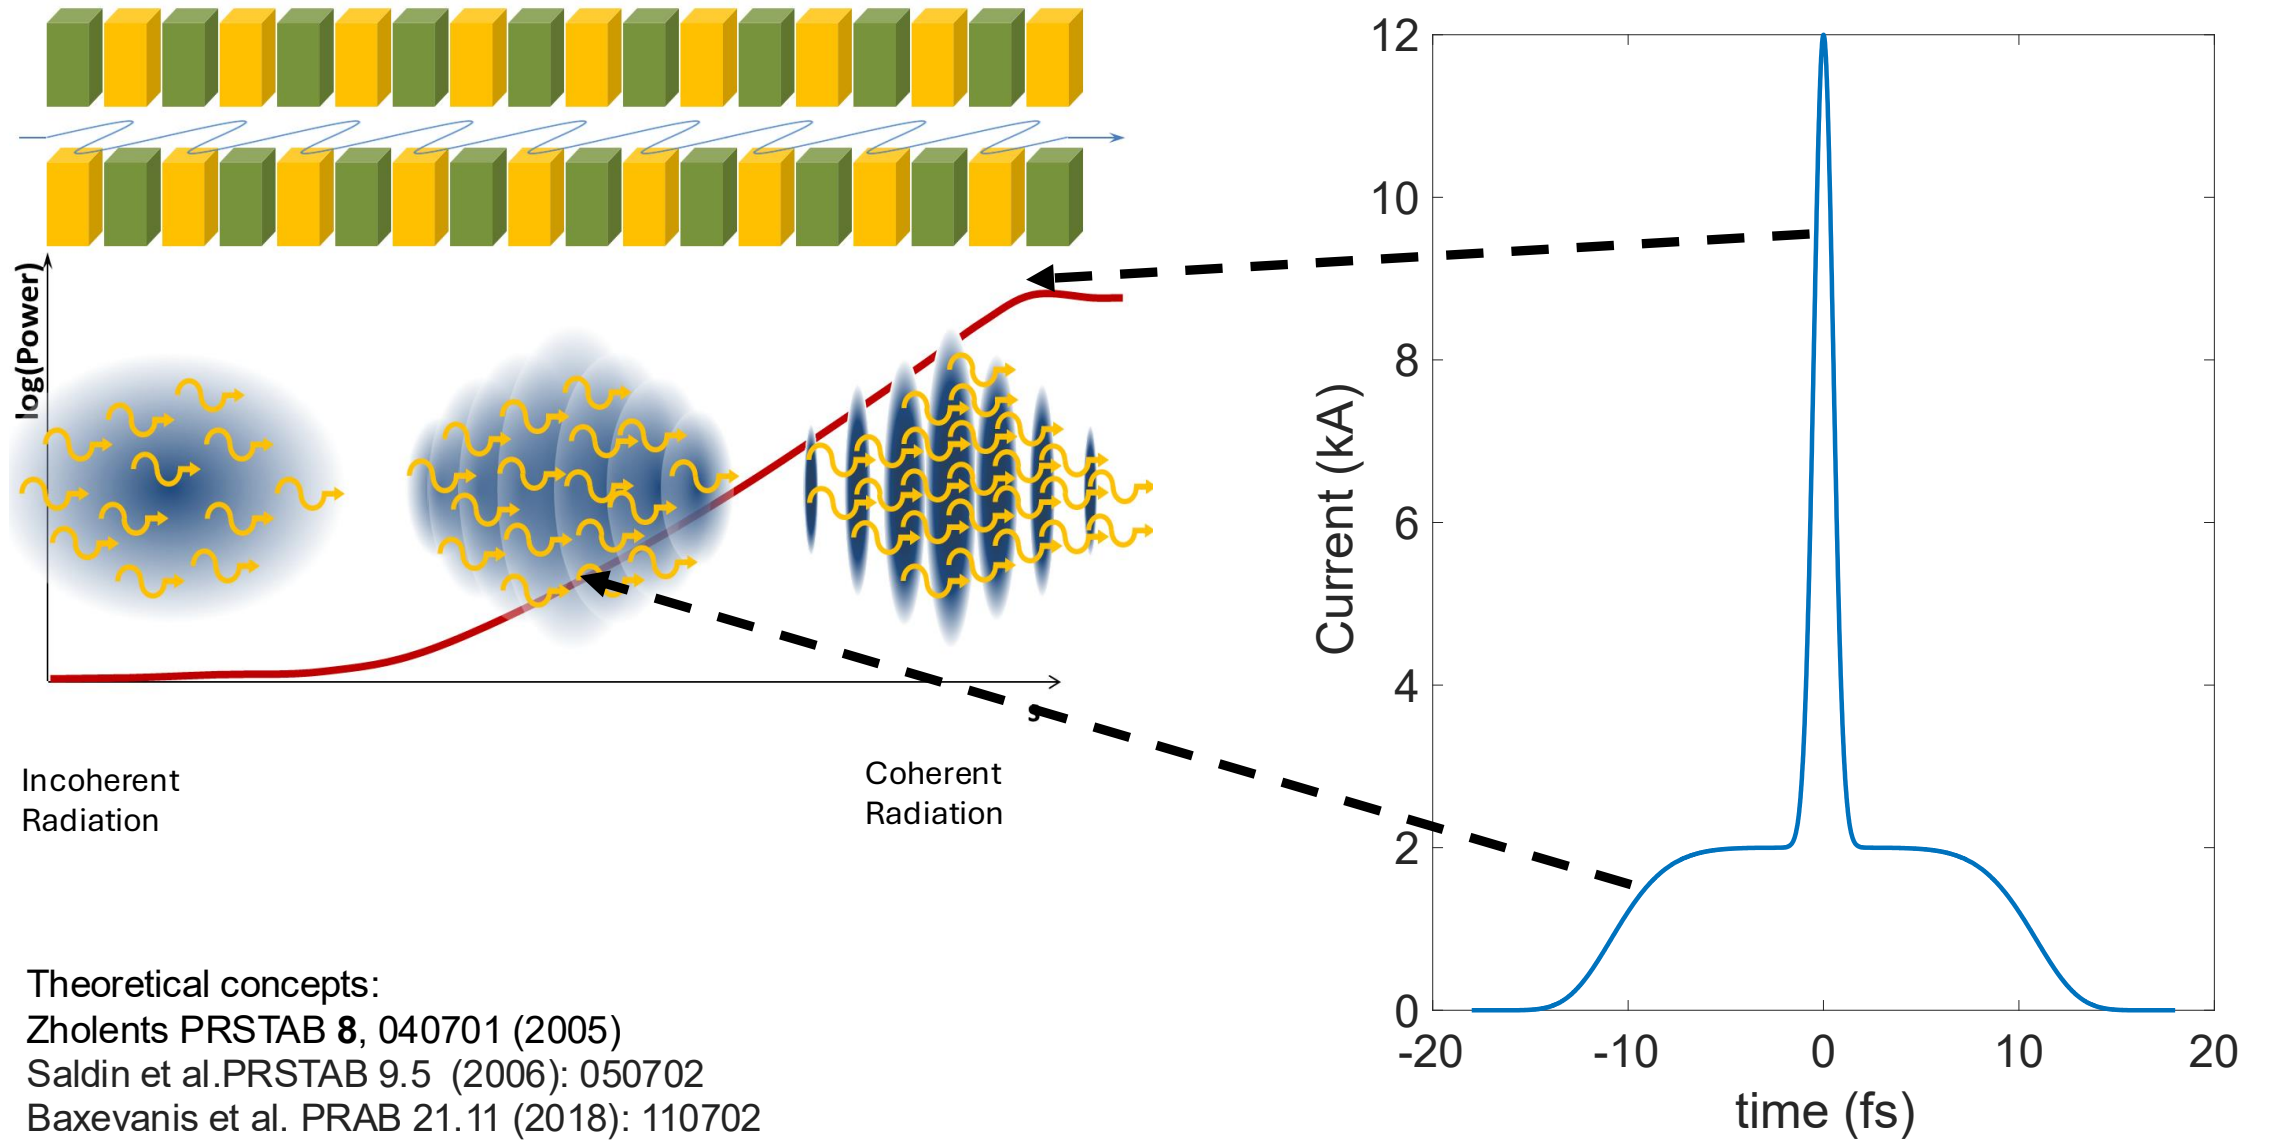 log(Power)
s
Incoherent
Radiation
Coherent
Radiation
Theoretical concepts:
Zholents PRSTAB 8, 040701 (2005)
Saldin et al.PRSTAB 9.5 (2006): 050702
Baxevanis et al. PRAB 21.11 (2018): 110702
Current (kA)
12
10
8
6
4
2
0
-20 -10 0 10 20
time (fs)